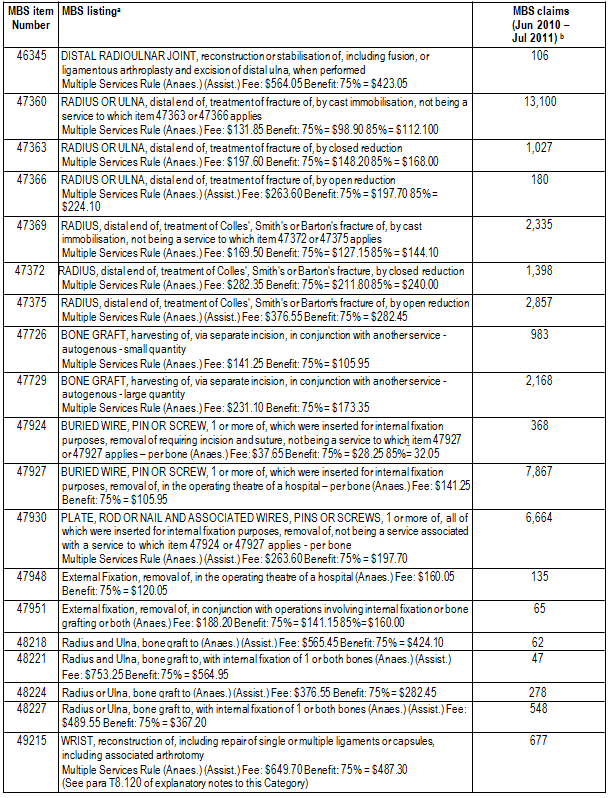 MBS item MBS listingᵃ MBS claims
Number (Jun 2010 –
Jul 2011) ᵇ
46345 DISTAL RADIOULNAR JOINT, reconstruction or stabilisation of, including fusion, or 106
ligamentous arthroplasty and excision of distal ulna, when performed
Multiple Services Rule (Anaes.) (Assist.) Fee: $564.05 Benefit: 75% = $423.05
47360 RADIUS OR ULNA, distal end of, treatment of fracture of, by cast immobilisation, not being a 13,100
service to which item 47363 or 47366 applies
Multiple Services Rule (Anaes.) Fee: $131.85 Benefit: 75% = $98.90 85% = $112.100
47363 RADIUS OR ULNA, distal end of, treatment of fracture of, by closed reduction 1,027
Multiple Services Rule (Anaes.) Fee: $197.60 Benefit: 75% = $148.20 85% = $168.00
47366 RADIUS OR ULNA, distal end of, treatment of fracture of, by open reduction 180
Multiple Services Rule (Anaes.) (Assist.) Fee: $263.60 Benefit: 75% = $197.70 85% =
$224.10
47369 RADIUS, distal end of, treatment of Colles', Smith's or Barton's fracture of, by cast 2,335
immobilisation, not being a service to which item 47372 or 47375 applies
Multiple Services Rule (Anaes.) Fee: $169.50 Benefit: 75% = $127.15 85% = $144.10
47372 RADIUS, distal end of, treatment of Colles', Smith's or Barton's fracture, by closed reduction 1,398
Multiple Services Rule (Anaes.) Fee: $282.35 Benefit: 75% = $211.80 85% = $240.00
47375 RADIUS, distal end of, treatment of Colles', Smith's or Barton's fracture of, by open reduction 2,857
Multiple Services Rule (Anaes.) (Assist.) Fee: $376.55 Benefit: 75% = $282.45
47726 BONE GRAFT, harvesting of, via separate incision, in conjunction with another service - 983
autogenous - small quantity
Multiple Services Rule (Anaes.) Fee: $141.25 Benefit: 75% = $105.95
47729 BONE GRAFT, harvesting of, via separate incision, in conjunction with another service - 2,168
autogenous - large quantity
Multiple Services Rule (Anaes.) Fee: $231.10 Benefit: 75% = $173.35
47924 BURIED WIRE, PIN OR SCREW, 1 or more of, which were inserted for internal fixation 368
purposes, removal of requiring incision and suture, not being a service to which item 47927
or 47927 applies – per bone (Anaes.) Fee: $37.65 Benefit: 75% = $28.25 85% = 32.05
47927 BURIED WIRE, PIN OR SCREW, 1 or more of, which were inserted for internal fixation 7,867
purposes, removal of, in the operating theatre of a hospital – per bone (Anaes.) Fee: $141.25
Benefit: 75% = $105.95
47930 PLATE, ROD OR NAIL AND ASSOCIATED WIRES, PINS OR SCREWS, 1 or more of, all of 6,664
which were inserted for internal fixation purposes, removal of, not being a service associated
with a service to which item 47924 or 47927 applies - per bone
Multiple Services Rule (Anaes.) (Assist.) Fee: $263.60 Benefit: 75% = $197.70
47948 External Fixation, removal of, in the operating theatre of a hospital (Anaes.) Fee: $160.05 135
Benefit: 75% = $120.05
47951 External fixation, removal of, in conjunction with operations involving internal fixation or bone 65
grafting or both (Anaes.) Fee: $188.20 Benefit: 75% = $141.15 85% = $160.00
48218 Radius and Ulna, bone graft to (Anaes.) (Assist.) Fee: $565.45 Benefit: 75% = $424.10 62
48221 Radius and Ulna, bone graft to, with internal fixation of 1 or both bones (Anaes.) (Assist.) 47
Fee: $753.25 Benefit: 75% = $564.95
48224 Radius or Ulna, bone graft to (Anaes.) (Assist.) Fee: $376.55 Benefit: 75% = $282.45 278
48227 Radius or Ulna, bone graft to, with internal fixation of 1 or both bones (Anaes.) (Assist.) Fee: 548
$489.55 Benefit: 75% = $367.20
49215 WRIST, reconstruction of, including repair of single or multiple ligaments or capsules, 677
including associated arthrotomy
Multiple Services Rule (Anaes.) (Assist.) Fee: $649.70 Benefit: 75% = $487.30
(See para T8.120 of explanatory notes to this Category)